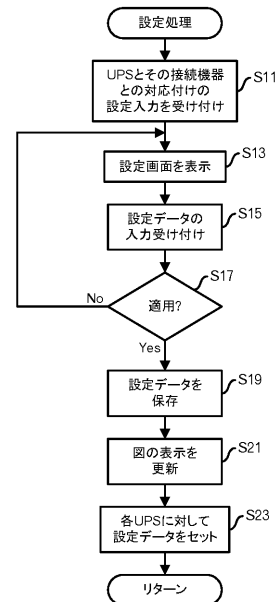 設定処理
UPSとその接続機器
との対応付けの
設定入力を受け付け
S11
設定画面を表示
S13
設定データの
入力受け付け
S15
適用?
S17
No
Yes
設定データを
保存
S19
図の表示を
更新
S21
各UPSに対して
設定データをセット
S23
リターン